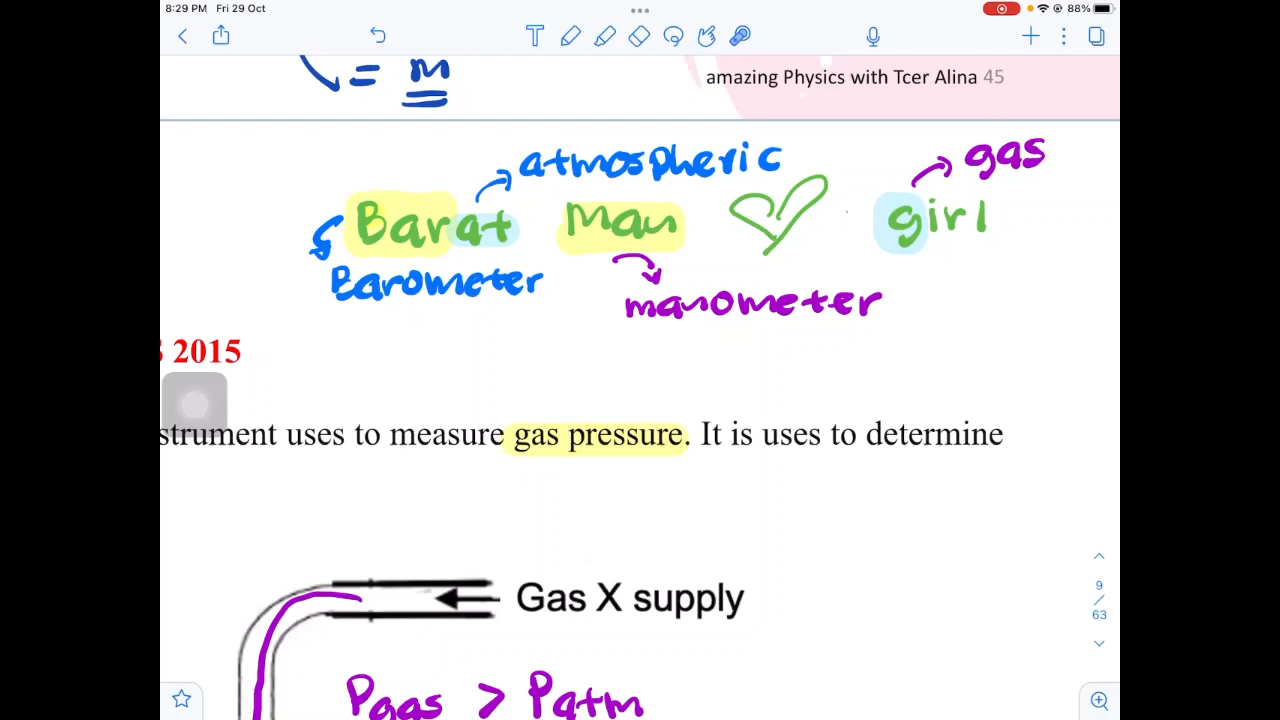 8:29 PM Fri 29 Oct
88%
= m
amazing Physics with Tcer Alina 45
atmospheric
gas
Barat Man girl
Barometer
manometer
2015
strument uses to measure gas pressure. It is uses to determine
Gas X supply
9
/
63
Pgas > Patm